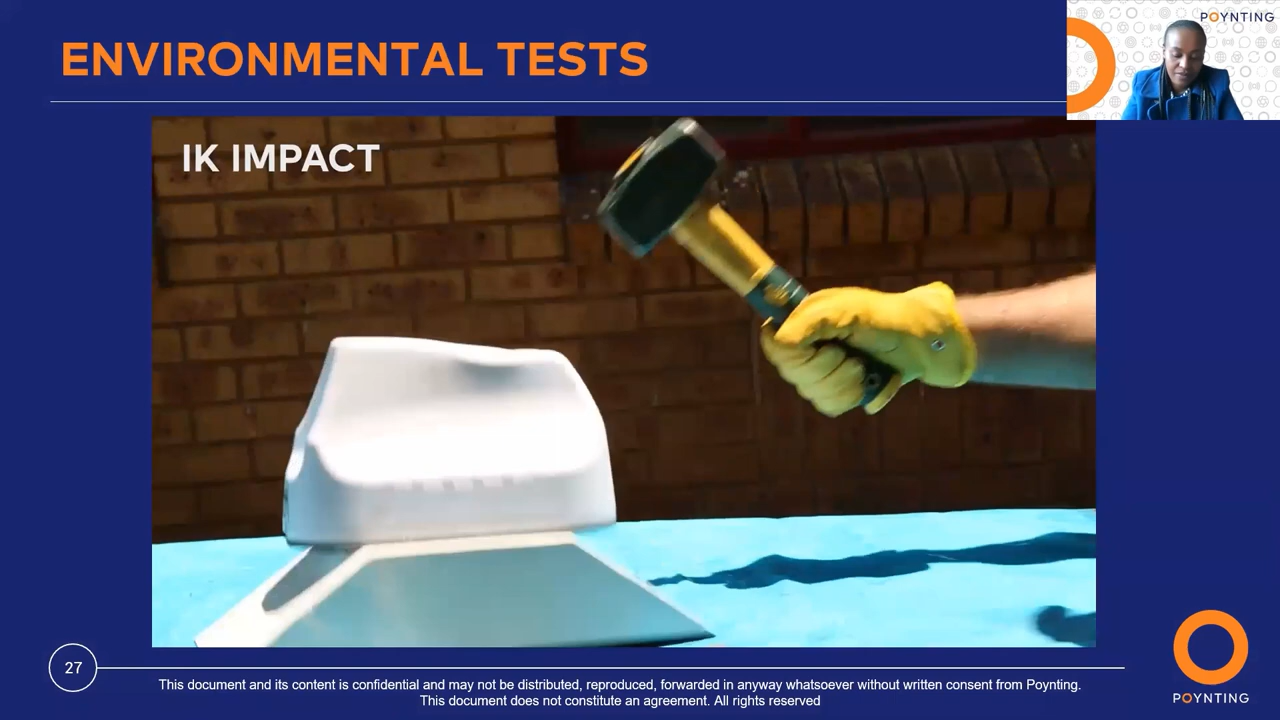 ENVIRONMENTAL TESTS
POYNTING
IK IMPACT
27
This document and its content is confidential and may not be distributed, reproduced, forwarded in anyway whatsoever without written consent from Poynting.
This document does not constitute an agreement. All rights reserved
POYNTING